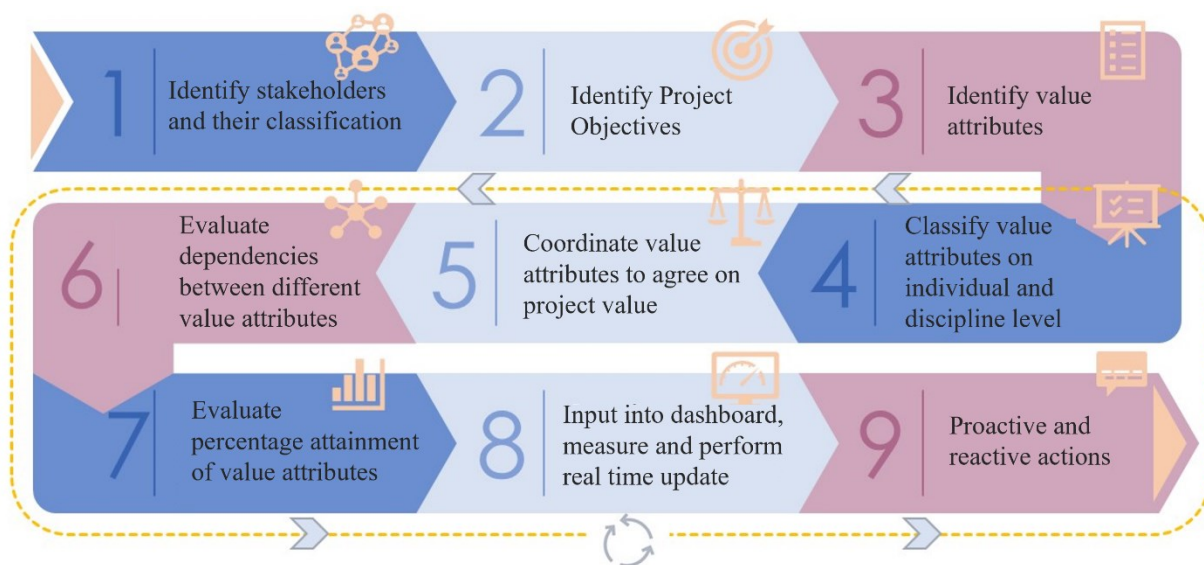 1
Identify stakeholders
and their classification
2
Identify Project
Objectives
3
Identify value
attributes
4
Classify value
attributes on
individual and
discipline level
5
Coordinate value
attributes to agree on
project value
6
Evaluate
dependencies
between different
value attributes
7
Evaluate
percentage attainment
of value attributes
8
Input into dashboard,
measure and perform
real time update
9
Proactive and
reactive actions